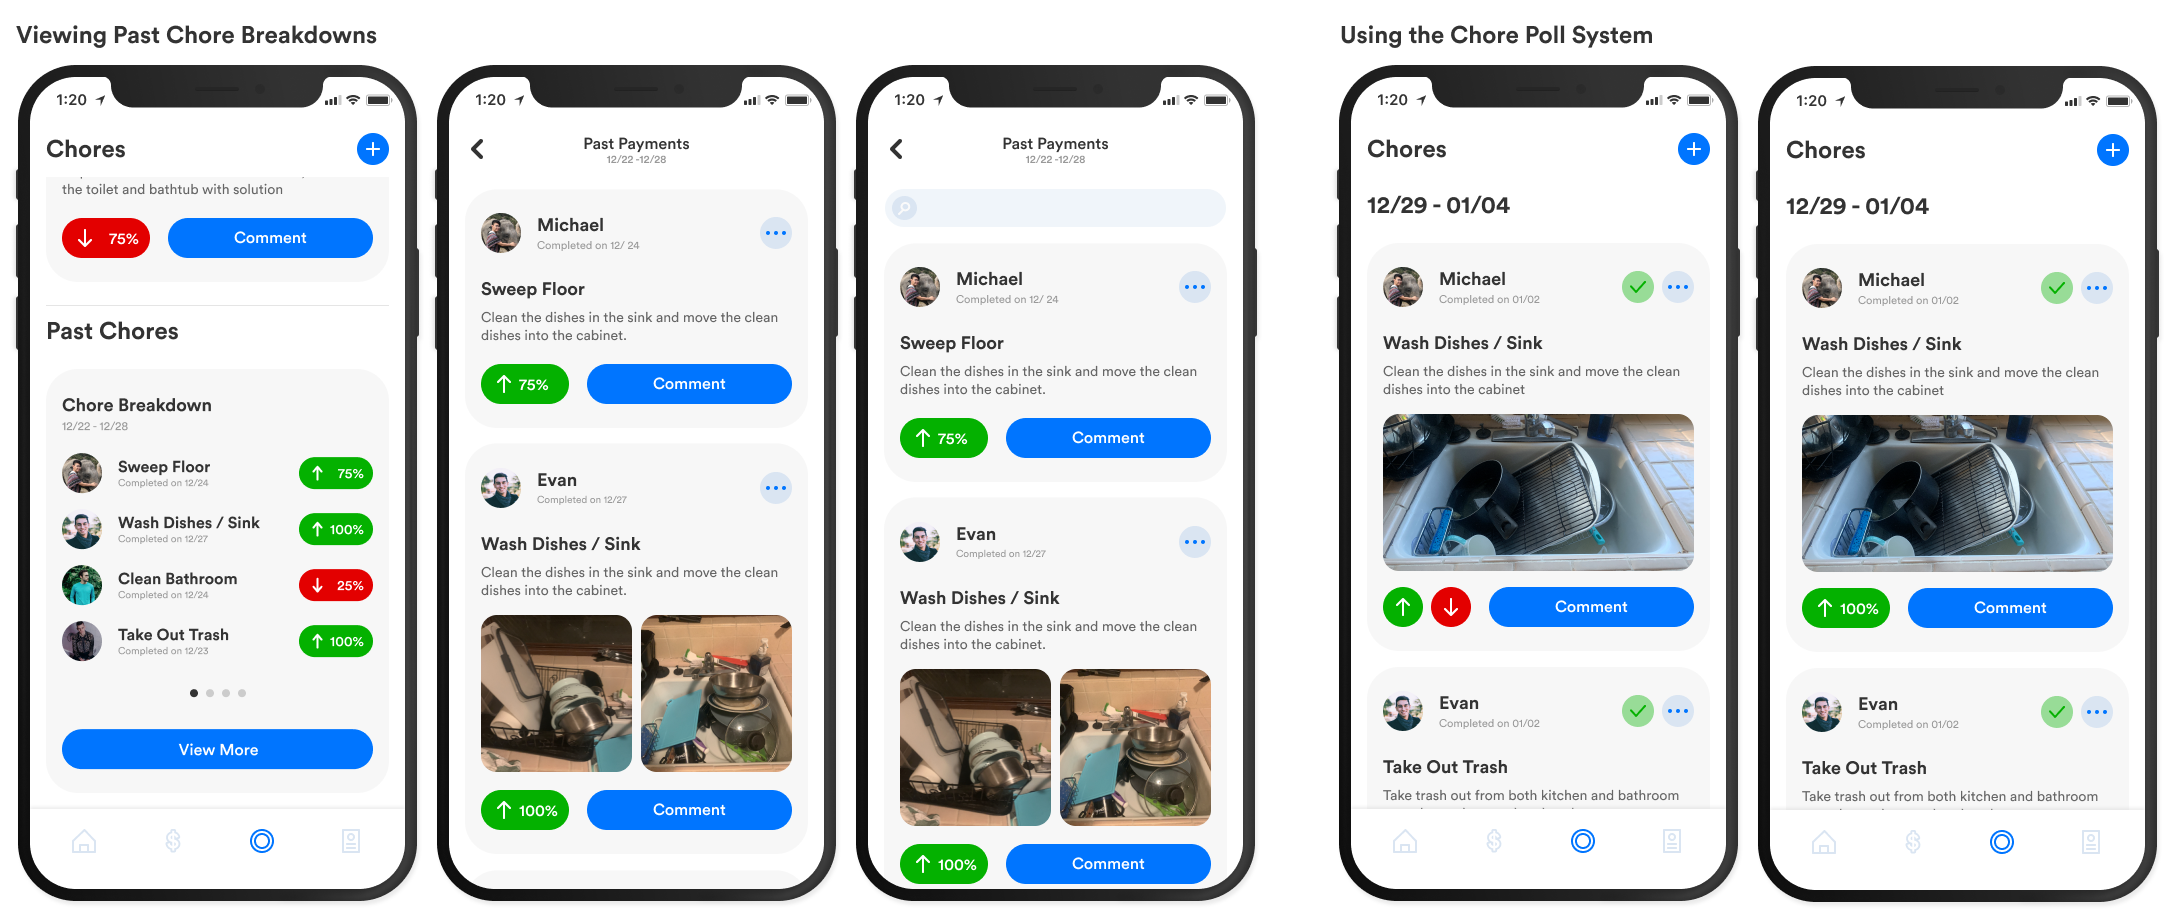 Viewing Past Chore Breakdowns
1:20
Chores
the toilet and bathtub with solution
75%
Comment
Past Chores
Chore Breakdown
12/22 - 12/28
Sweep Floor
Completed on 12/24
75%
Wash Dishes / Sink
Completed on 12/27
100%
Clean Bathroom
Completed on 12/24
25%
Take Out Trash
Completed on 12/23
100%
View More
1:20
Past Payments
12/22 -12/28
Michael
Completed on 12/ 24
Sweep Floor
Clean the dishes in the sink and move the clean
dishes into the cabinet.
75%
Comment
Evan
Completed on 12/27
Wash Dishes / Sink
Clean the dishes in the sink and move the clean
dishes into the cabinet.
100%
Comment
1:20
Past Payments
12/22 -12/28
Michael
Completed on 12/ 24
Sweep Floor
Clean the dishes in the sink and move the clean
dishes into the cabinet.
75%
Comment
Evan
Completed on 12/27
Wash Dishes / Sink
Clean the dishes in the sink and move the clean
dishes into the cabinet.
100%
Comment
Using the Chore Poll System
1:20
Chores
12/29 - 01/04
Michael
Completed on 01/02
Wash Dishes / Sink
Clean the dishes in the sink and move the clean
dishes into the cabinet
Comment
Evan
Completed on 01/02
Take Out Trash
Take trash out from both kitchen and bathroom
1:20
Chores
12/29 - 01/04
Michael
Completed on 01/02
Wash Dishes / Sink
Clean the dishes in the sink and move the clean
dishes into the cabinet
100%
Comment
Evan
Completed on 01/02
Take Out Trash
Take trash out from both kitchen and bathroom